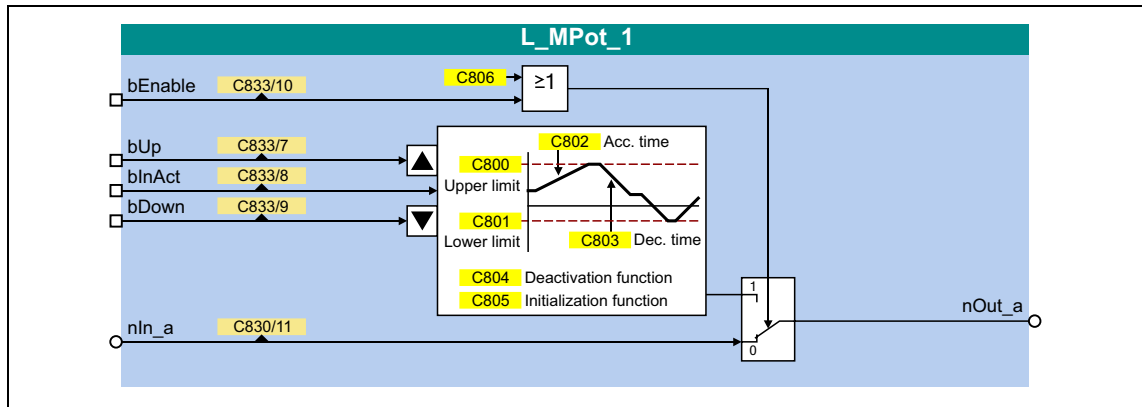 L_MPot_1
C806
≥1
bEnable C833/10
bUp C833/7
bInAct C833/8
bDown C833/9
C802 Acc. time
C800
Upper limit
C801
Lower limit
C803 Dec. time
C804 Deactivation function
C805 Initialization function
1
0
nIn_a C830/11
nOut_a